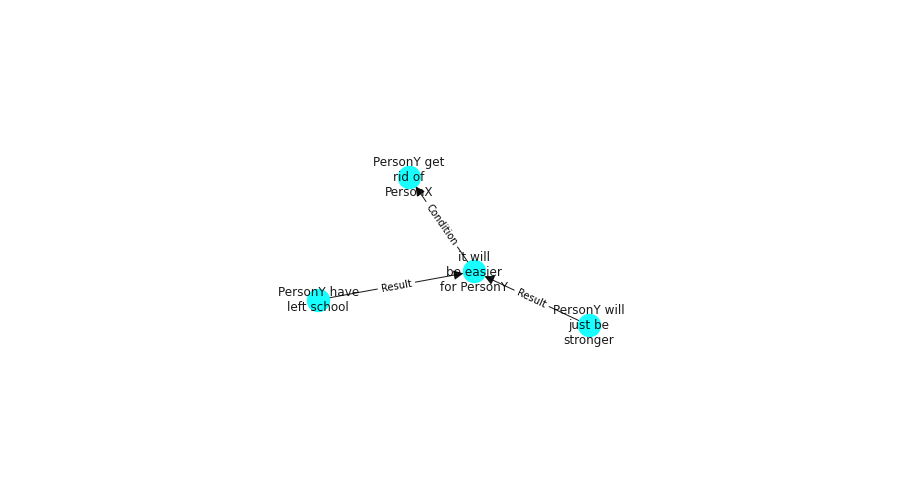 PersonY get
rid of
PersonX
Condition
it will
be easier
for PersonY
PersonY have
left school
Result
Result
PersonY will
just be
stronger